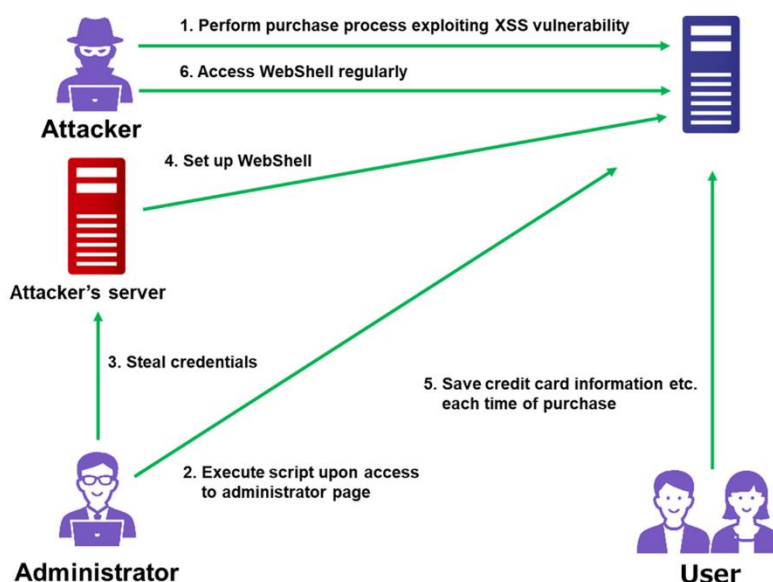 1. Perform purchase process exploiting XSS vulnerability
6. Access WebShell regularly
Attacker
4. Set up WebShell
Attacker's server
3. Steal credentials
5. Save credit card information etc.
each time of purchase
2. Execute script upon access
to administrator page
Administrator
User